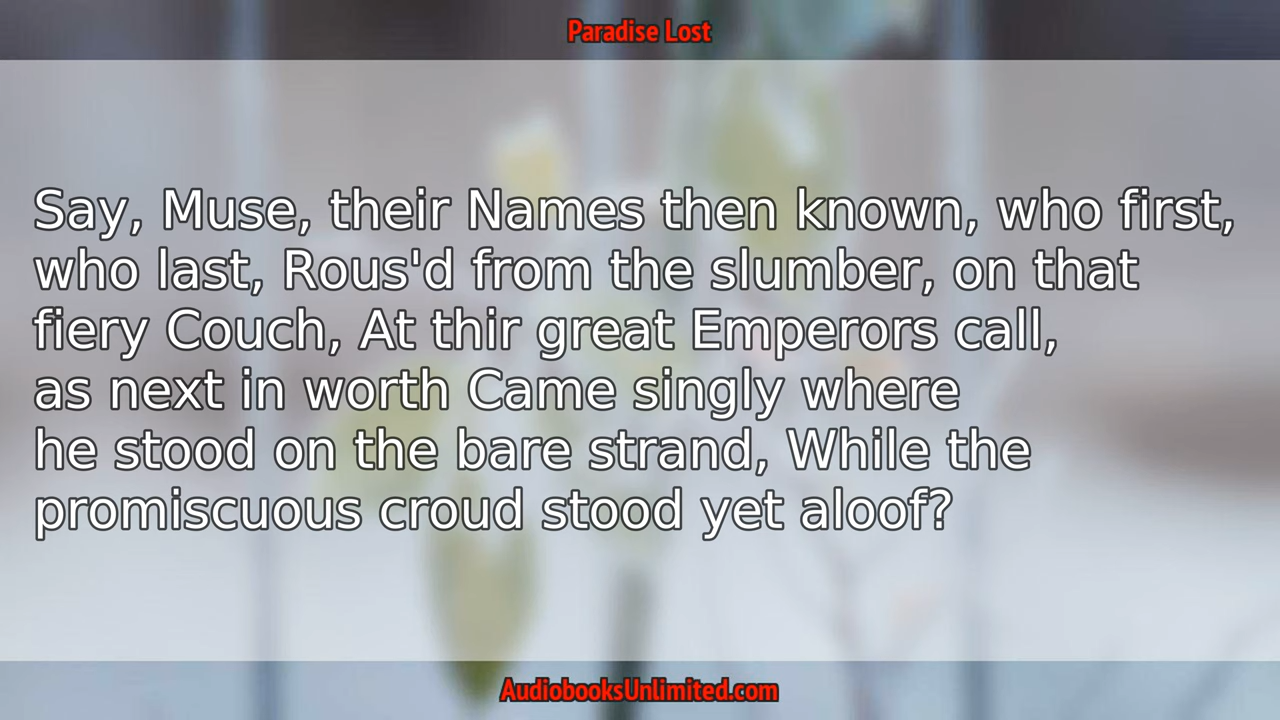 Paradise Lost
Say, Muse, their Names then known, who first,
who last, Rous'd from the slumber, on that
fiery Couch, At thir great Emperors call,
as next in worth Came singly where
he stood on the bare strand, While the
promiscuous croud stood yet aloof?
AudiobooksUnlimited.com